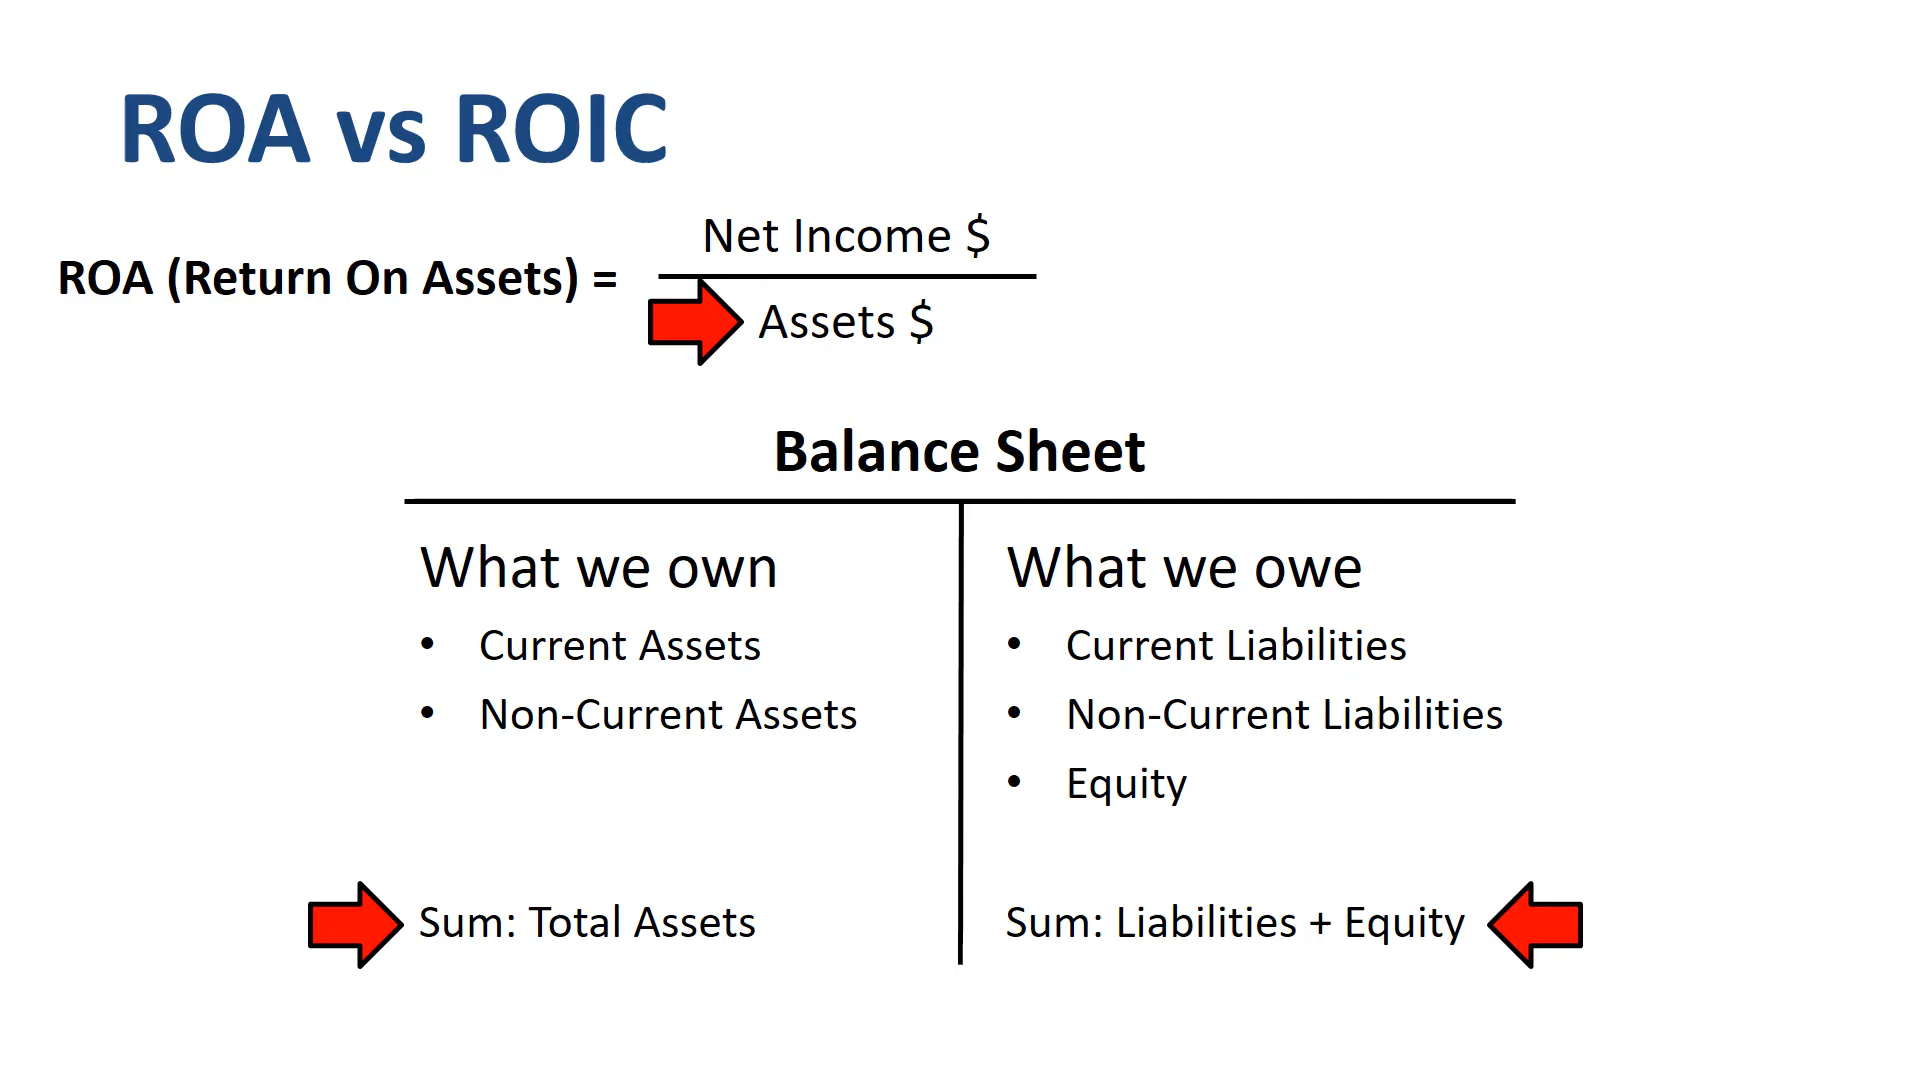 ROA vs ROIC
Net Income $
ROA (Return On Assets) =
Assets $
Balance Sheet
What we own
• Current Assets
• Non-Current Assets
Sum: Total Assets
What we owe
• Current Liabilities
• Non-Current Liabilities
• Equity
Sum: Liabilities + Equity